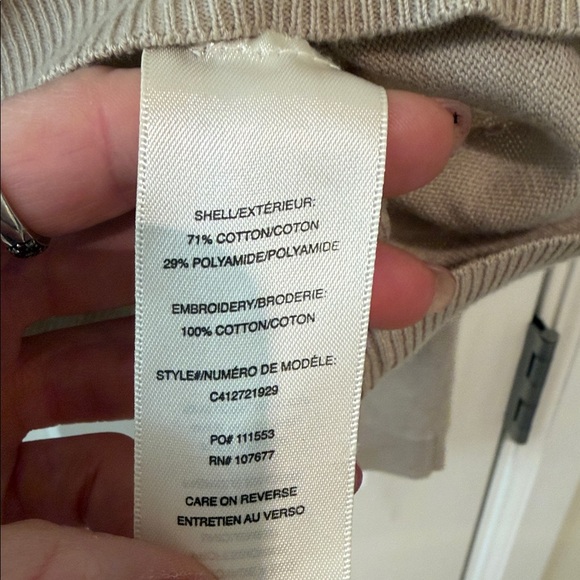 SHELL/EXTÉRIEUR:
71% COTTON/COTON
29% POLYAMIDE/POLYAMIDE
EMBROIDERY/BRODERIE:
100% COTTON/COTON
STYLE#/NUMÉRO DE MODÈLE:
C412721929
PO# 111553
RN# 107677
CARE ON REVERSE
ENTRETIEN AU VERSO